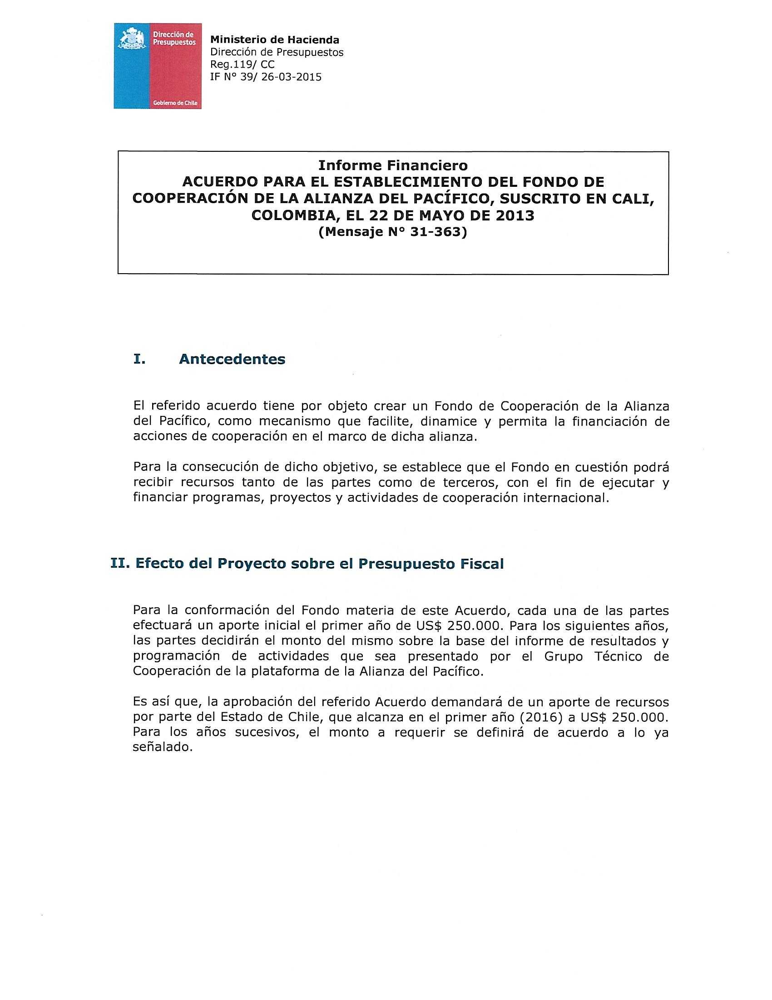 Dirección de
Presupuestos
Gobierno de Chile
Ministerio de Hacienda
Dirección de Presupuestos
Reg.119/ CC
IF N° 39/ 26-03-2015
Informe Financiero
ACUERDO PARA EL ESTABLECIMIENTO DEL FONDO DE
COOPERACIÓN DE LA ALIANZA DEL PACÍFICO, SUSCRITO EN CALI,
COLOMBIA, EL 22 DE MAYO DE 2013
(Mensaje N° 31-363)
I. Antecedentes
El referido acuerdo tiene por objeto crear un Fondo de Cooperación de la Alianza
del Pacífico, como mecanismo que facilite, dinamice y permita la financiación de
acciones de cooperación en el marco de dicha alianza.
Para la consecución de dicho objetivo, se establece que el Fondo en cuestión podrá
recibir recursos tanto de las partes como de terceros, con el fin de ejecutar y
financiar programas, proyectos y actividades de cooperación internacional.
II. Efecto del Proyecto sobre el Presupuesto Fiscal
Para la conformación del Fondo materia de este Acuerdo, cada una de las partes
efectuará un aporte inicial el primer año de US$ 250.000. Para los siguientes años,
las partes decidirán el monto del mismo sobre la base del informe de resultados y
programación de actividades que sea presentado por el Grupo Técnico de
Cooperación de la plataforma de la Alianza del Pacífico.
Es así que, la aprobación del referido Acuerdo demandará de un aporte de recursos
por parte del Estado de Chile, que alcanza en el primer año (2016) a US$ 250.000.
Para los años sucesivos, el monto a requerir se definirá de acuerdo a lo ya
señalado.